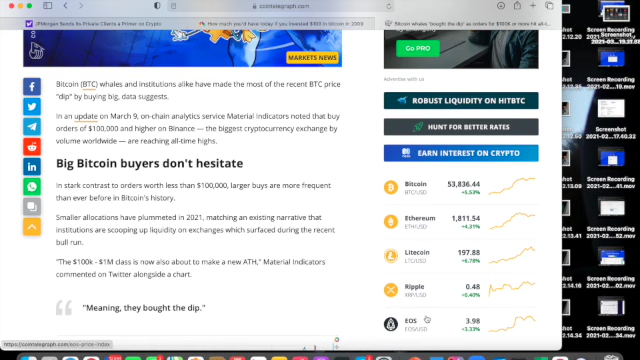 cointelegraph.com
JPMorgan Sends Its Private Clients a Primer on Crypto
How much you'd have today if you invested $100 in bitcoin in 2009
Bitcoin whales 'bought the dip' as orders for $100K or more hit all-t...
MARKETS NEWS
Go PRO
Advertise with us
Bitcoin (BTC) whales and institutions alike have made the most of the recent BTC price
"dip" by buying big, data suggests.
In an update on March 9, on-chain analytics service Material Indicators noted that buy
orders of $100,000 and higher on Binance — the biggest cryptocurrency exchange by
volume worldwide — are reaching all-time highs.
Big Bitcoin buyers don't hesitate
In stark contrast to orders worth less than $100,000, larger buys are more frequent
than ever before in Bitcoin's history.
Smaller allocations have plummeted in 2021, matching an existing narrative that
institutions are scooping up liquidity on exchanges which surfaced during the recent
bull run.
"The $100k - $1M class is now also about to make a new ATH," Material Indicators
commented on Twitter alongside a chart.
"Meaning, they bought the dip."
ROBUST LIQUIDITY ON HITBTC
HUNT FOR BETTER RATES
EARN INTEREST ON CRYPTO
Bitcoin 53,836.44
BTC/USD +5.53%
Ethereum 1,811.54
ETH/USD +4.31%
Litecoin 197.88
LTC/USD +6.78%
Ripple 0.48
XRP/USD +0.40%
EOS 3.98
EOS/USD +3.33%
https://cointelegraph.com/eos-price-index
Screen Recording
Screenshot
Screen Recording
Screen Recording
Screen Recording
Screen Recording
Screen Recording